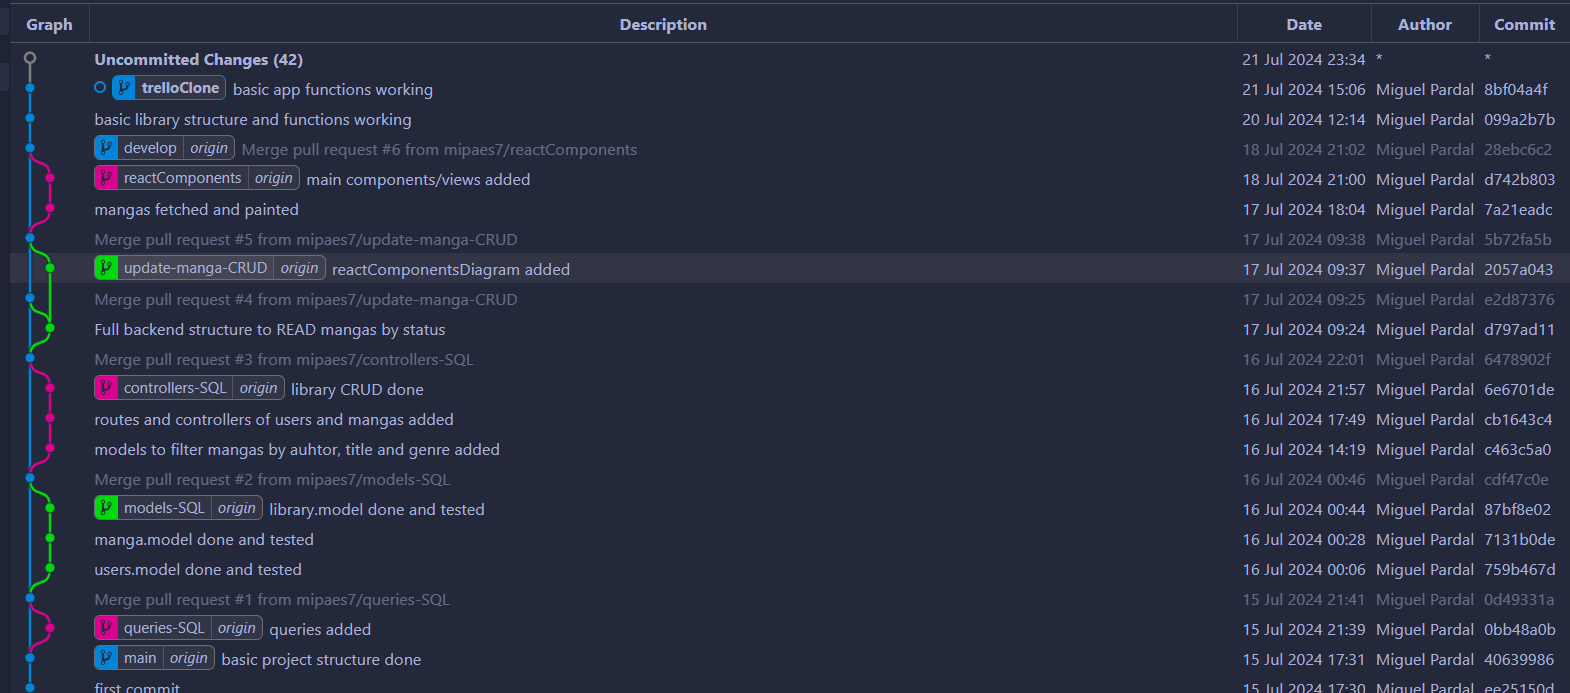 Graph Description Date Author Commit
Uncommitted Changes (42) 21 Jul 2024 23:34 * *
trelloClone basic app functions working 21 Jul 2024 15:06 Miguel Pardal 8bf04a4f
basic library structure and functions working 20 Jul 2024 12:14 Miguel Pardal 099a2b7b
develop origin Merge pull request #6 from mipaes7/reactComponents 18 Jul 2024 21:02 Miguel Pardal 28ebc6c2
reactComponents origin main components/views added 18 Jul 2024 21:00 Miguel Pardal d742b803
mangas fetched and painted 17 Jul 2024 18:04 Miguel Pardal 7a21eadc
Merge pull request #5 from mipaes7/update-manga-CRUD 17 Jul 2024 09:38 Miguel Pardal 5b72fa5b
update-manga-CRUD origin reactComponentsDiagram added 17 Jul 2024 09:37 Miguel Pardal 2057a043
Merge pull request #4 from mipaes7/update-manga-CRUD 17 Jul 2024 09:25 Miguel Pardal e2d87376
Full backend structure to READ mangas by status 17 Jul 2024 09:24 Miguel Pardal d797ad11
Merge pull request #3 from mipaes7/controllers-SQL 16 Jul 2024 22:01 Miguel Pardal 6478902f
controllers-SQL origin library CRUD done 16 Jul 2024 21:57 Miguel Pardal 6e6701de
routes and controllers of users and mangas added 16 Jul 2024 17:49 Miguel Pardal cb1643c4
models to filter mangas by auhtor, title and genre added 16 Jul 2024 14:19 Miguel Pardal c463c5a0
Merge pull request #2 from mipaes7/models-SQL 16 Jul 2024 00:46 Miguel Pardal cdf47c0e
models-SQL origin library.model done and tested 16 Jul 2024 00:44 Miguel Pardal 87bf8e02
manga.model done and tested 16 Jul 2024 00:28 Miguel Pardal 7131b0de
users.model done and tested 16 Jul 2024 00:06 Miguel Pardal 759b467d
Merge pull request #1 from mipaes7/queries-SQL 15 Jul 2024 21:41 Miguel Pardal 0d49331a
queries-SQL origin queries added 15 Jul 2024 21:39 Miguel Pardal 0bb48a0b
main origin basic project structure done 15 Jul 2024 17:31 Miguel Pardal 40639986
first commit 15 Jul 2024 17:30 Miguel Pardal ee25150d